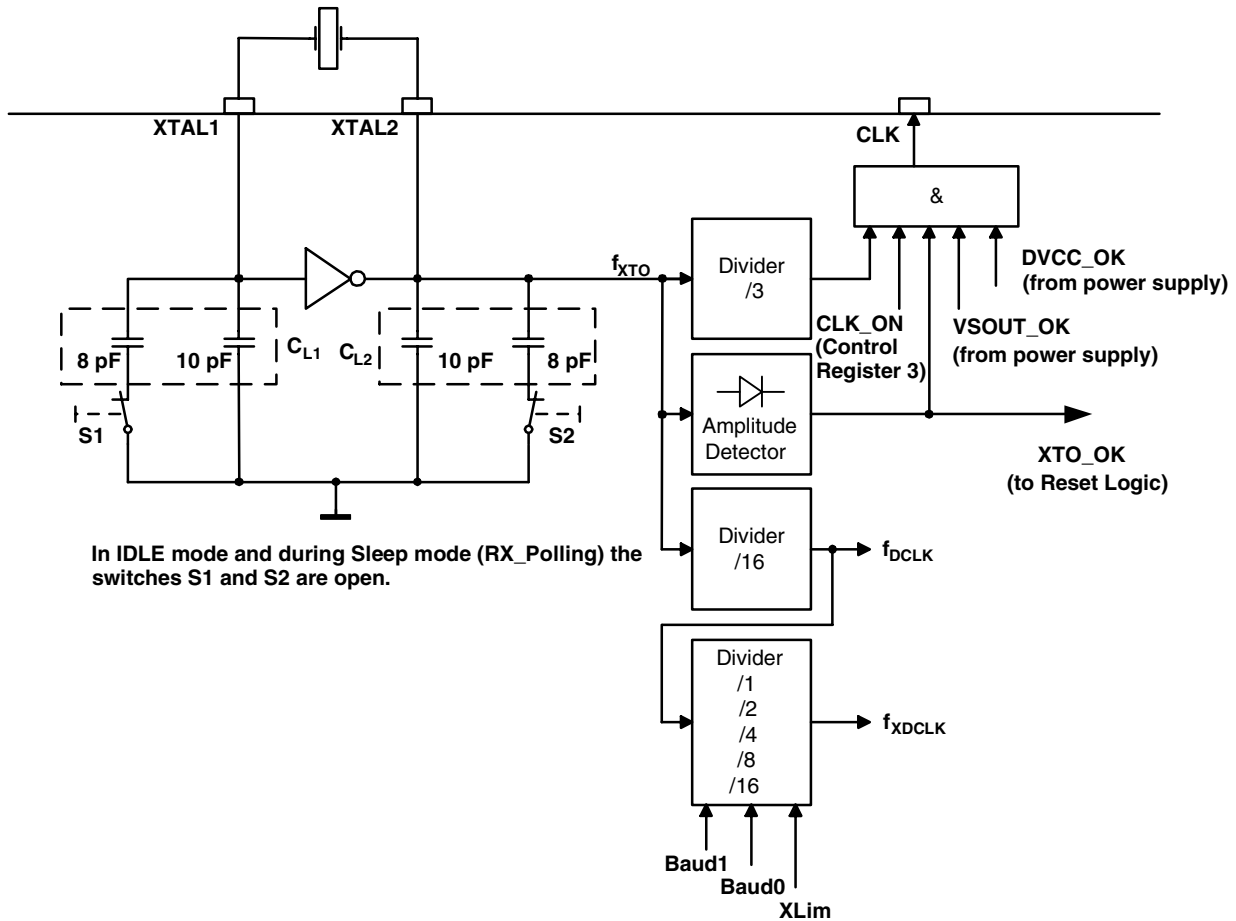 XTAL1
XTAL2
CLK
&
DVCC_OK
(from power supply)
fXTO
Divider
/3
CLK_ON
(Control
Register 3)
VSOUT_OK
(from power supply)
8 pF
10 pF
CL1
CL2
10 pF
8 pF
S1
S2
Amplitude
Detector
XTO_OK
(to Reset Logic)
In IDLE mode and during Sleep mode (RX_Polling) the
switches S1 and S2 are open.
Divider
/16
fDCLK
Divider
/1
/2
/4
/8
/16
fXDCLK
Baud1
Baud0
XLim